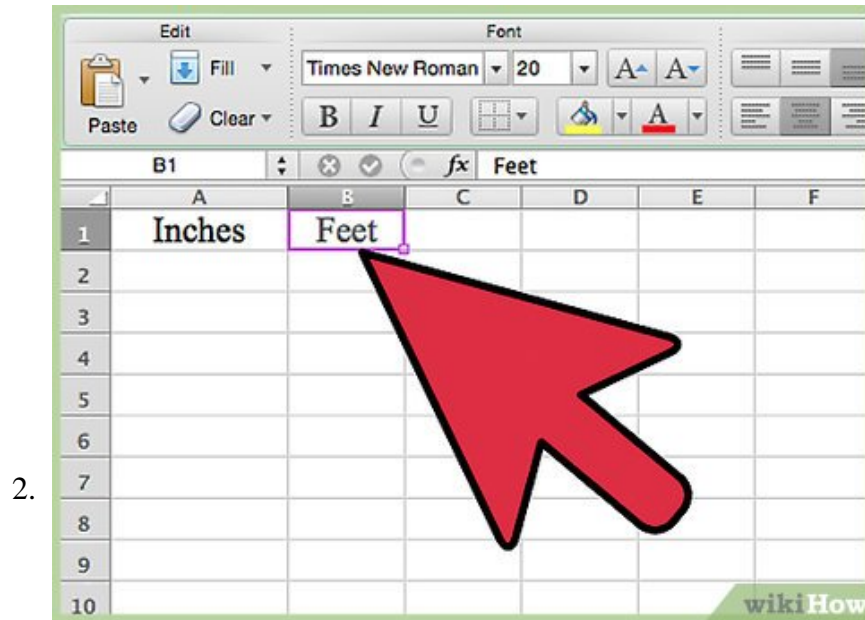 Edit Font
Fill Times New Roman 20 A A
Paste Clear B I U A
B1 fx Feet
A B C D E F
1 Inches Feet
2
3
4
5
6
2. 7
8
9
10 wikiHow